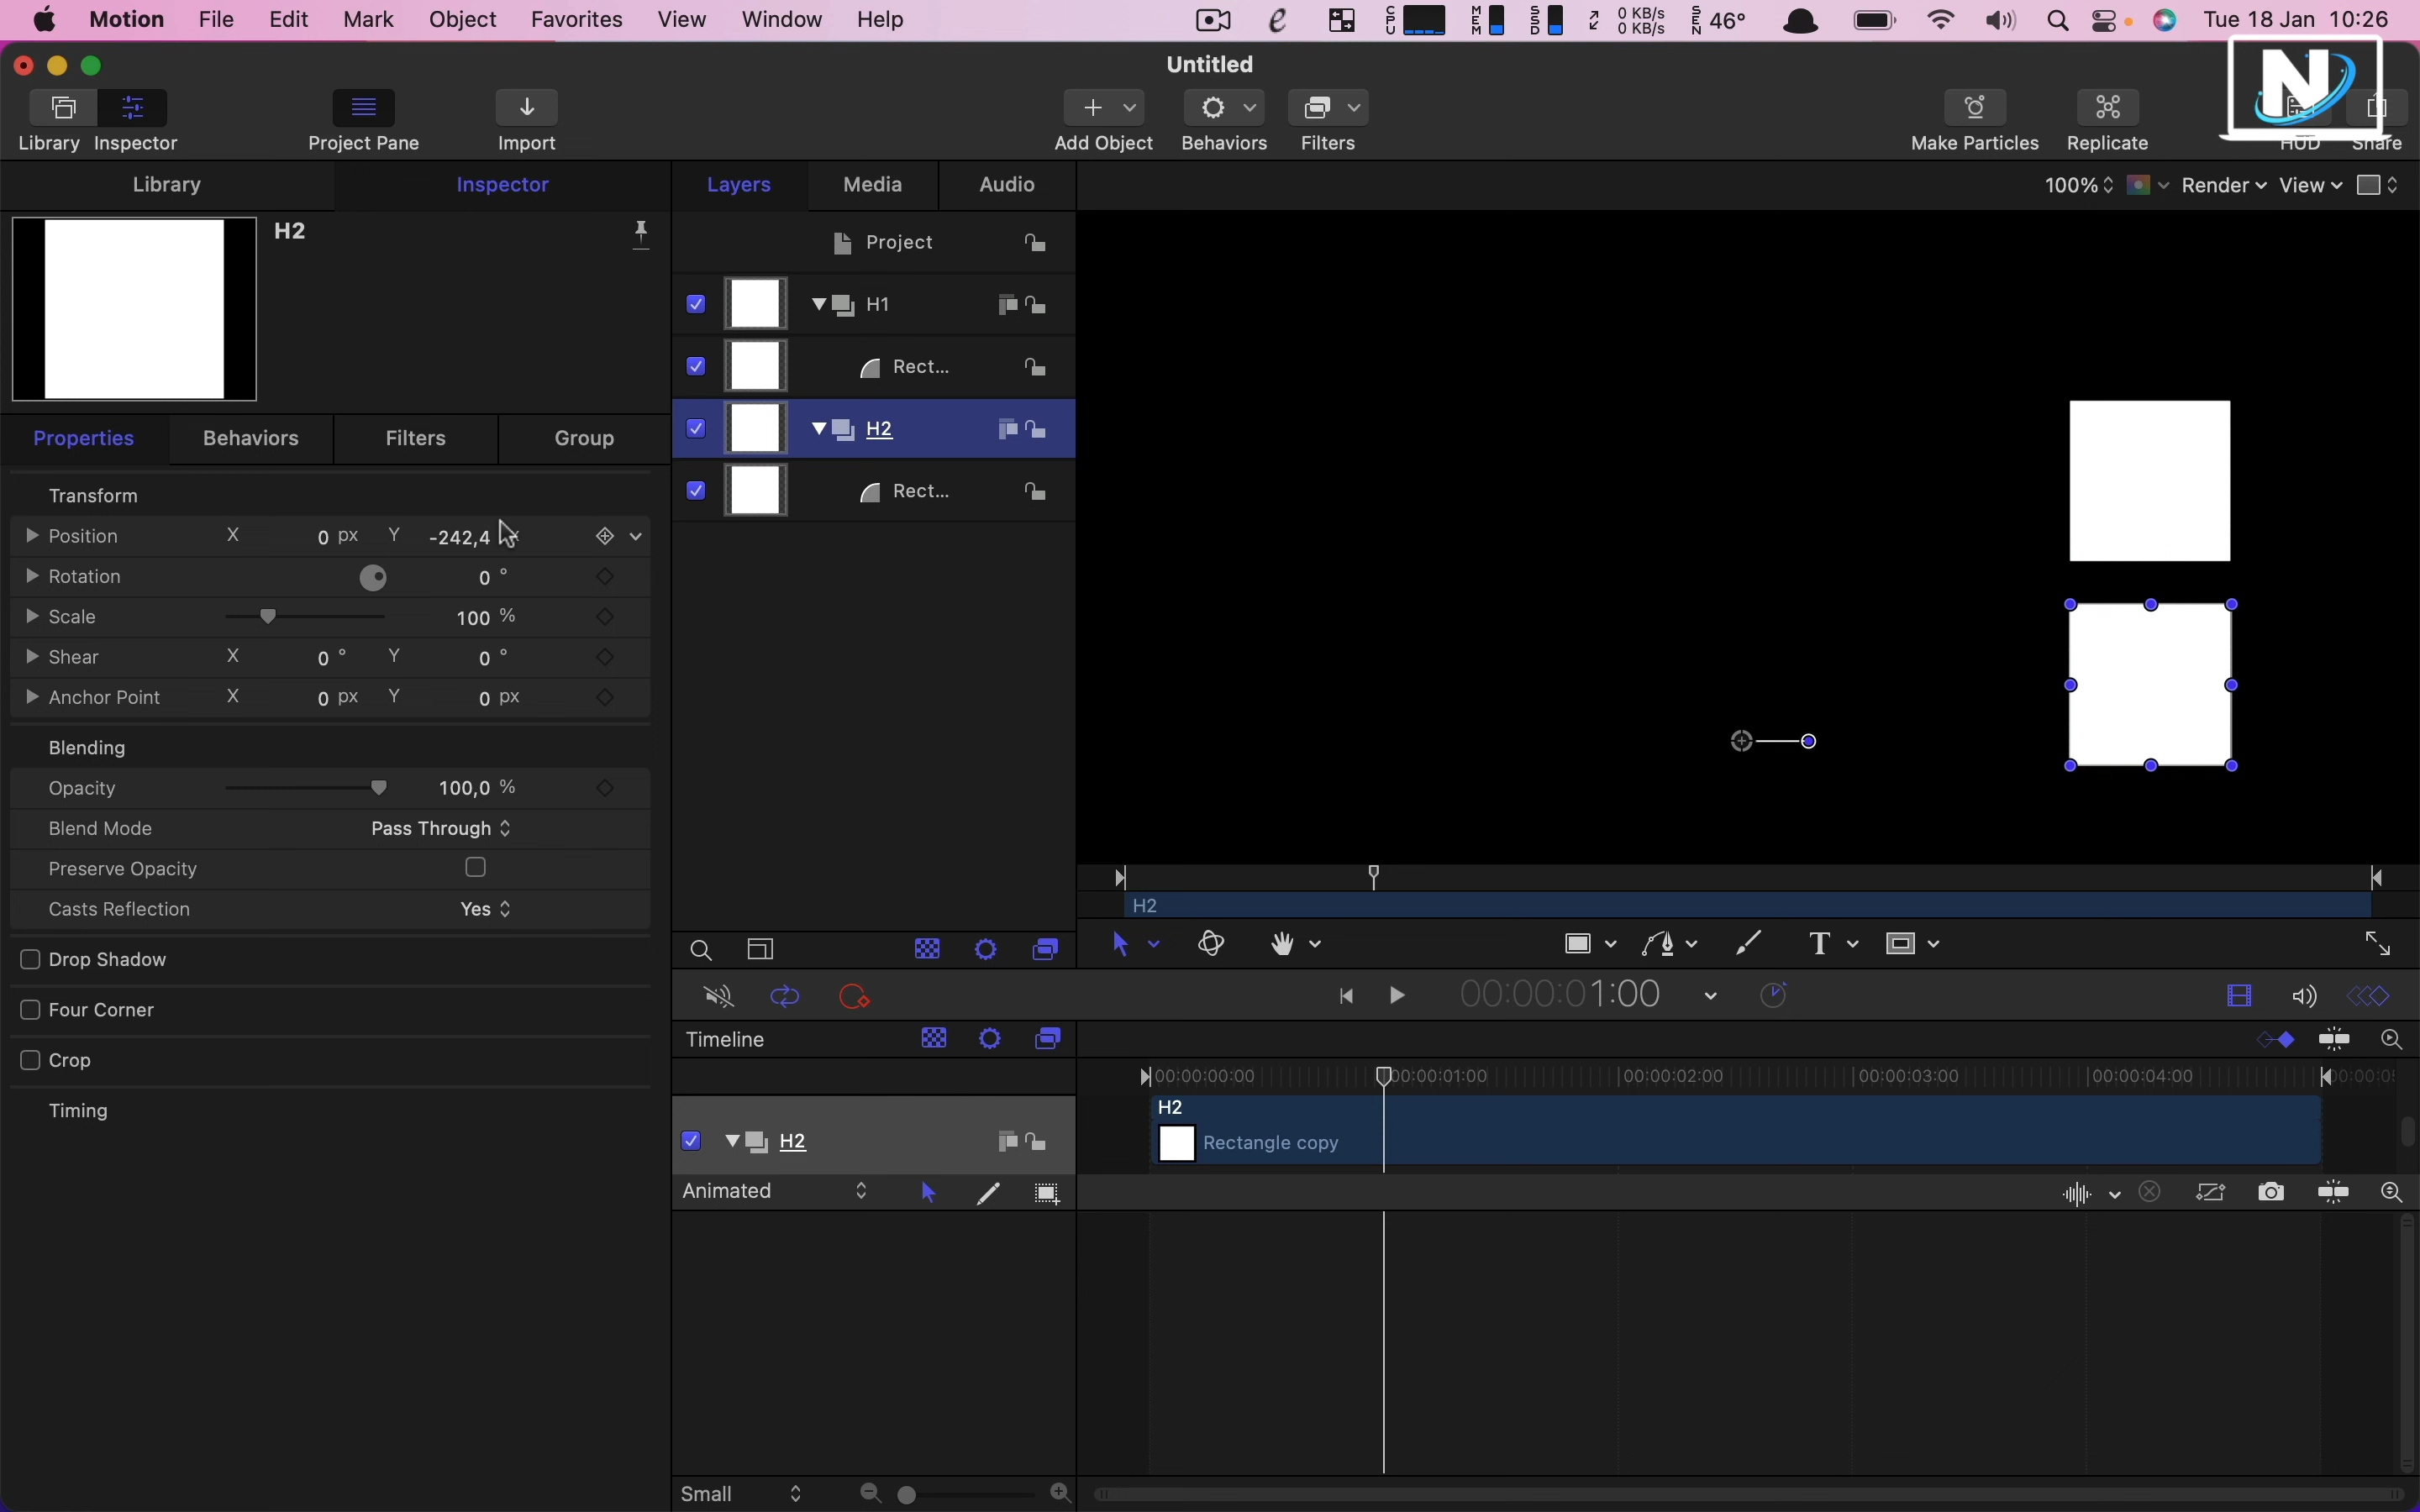 Motion File Edit Mark Object Favorites View Window Help CPU MEM SSD 0 KB/s 0 KB/s SEN 46° Tue 18 Jan 10:26
Untitled
N
Library Inspector Project Pane Import Add Object Behaviors Filters Make Particles Replicate HUD Share
Library Inspector Layers Media Audio 100% Render View
H2
Project
H1
Rect...
H2
Rect...
Properties Behaviors Filters Group
Transform
Position X 0 px Y -242,4
Rotation 0 °
Scale 100 %
Shear X 0 ° Y 0 °
Anchor Point X 0 px Y 0 px
Blending
Opacity 100,0 %
Blend Mode Pass Through
Preserve Opacity
Casts Reflection Yes
Drop Shadow
Four Corner
Crop
Timing
H2
T
00:00:01:00
Timeline
00:00:00:00 00:00:01:00 00:00:02:00 00:00:03:00 00:00:04:00
H2
H2
Rectangle copy
Animated
Small